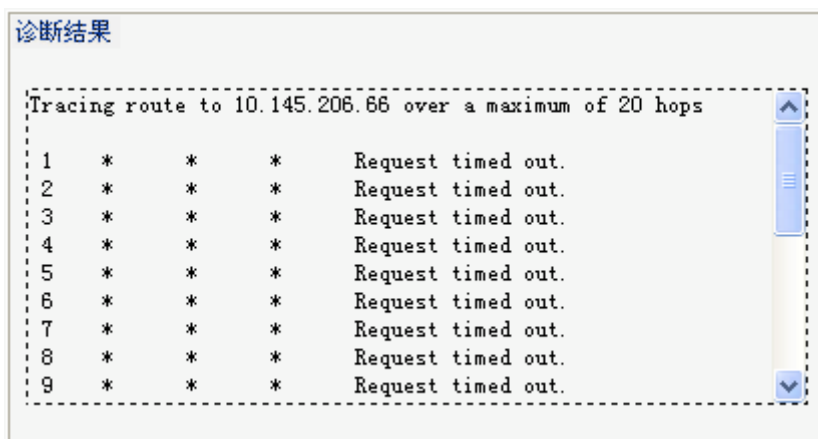 诊断结果
Tracing route to 10.145.206.66 over a maximum of 20 hops
1 * * * Request timed out.
2 * * * Request timed out.
3 * * * Request timed out.
4 * * * Request timed out.
5 * * * Request timed out.
6 * * * Request timed out.
7 * * * Request timed out.
8 * * * Request timed out.
9 * * * Request timed out.